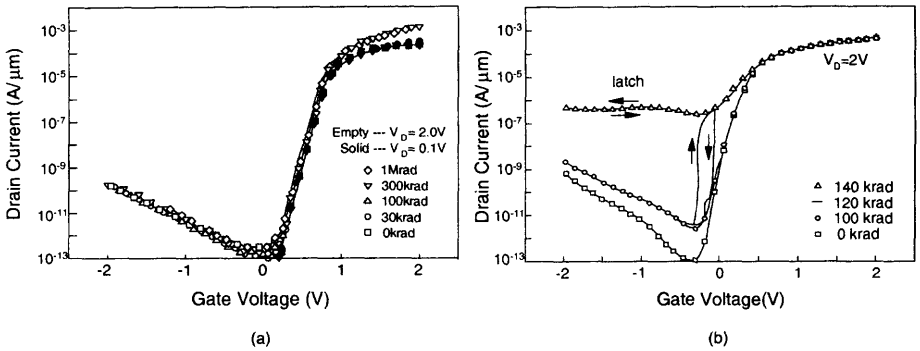 10-3
10-5
10-7
10-9
10-11
10-13
Drain Current (A/μm)
Empty --- VD= 2.0V
Solid --- VD= 0.1V
1Mrad
300krad
100krad
30krad
0krad
-2
-1
0
1
2
Gate Voltage (V)
(a)
10-3
10-5
10-7
10-9
10-11
10-13
Drain Current (A/μm)
latch
VD=2V
140 krad
120 krad
100 krad
0 krad
-2
-1
0
1
2
Gate Voltage(V)
(b)